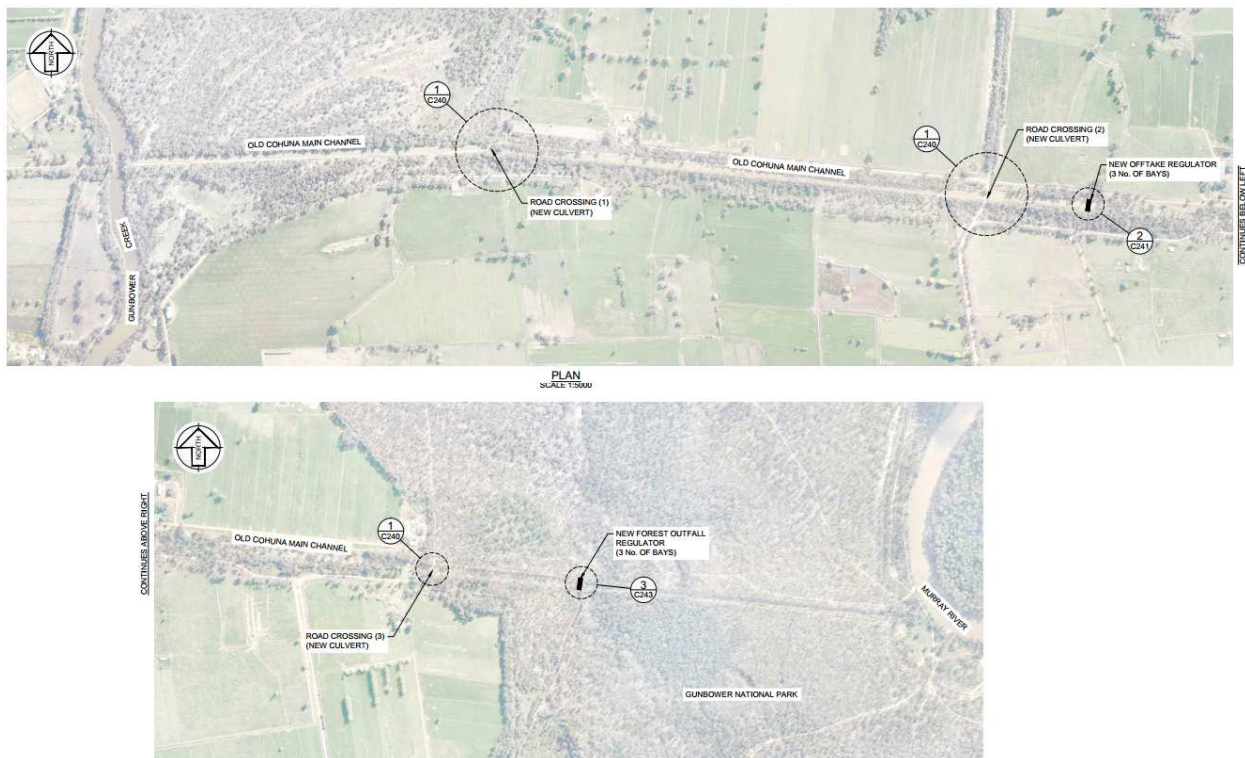 NORTH
1
C240
OLD COHUNA MAIN CHANNEL
ROAD CROSSING (1)
(NEW CULVERT)
GUNBOWER CREEK
OLD COHUNA MAIN CHANNEL
1
C240
ROAD CROSSING (2)
(NEW CULVERT)
NEW OFFTAKE REGULATOR
(3 No. OF BAYS)
2
C241
CONTINUES BELOW LEFT
PLAN
SCALE 1:5000
NORTH
CONTINUES ABOVE RIGHT
OLD COHUNA MAIN CHANNEL
1
C240
ROAD CROSSING (3)
(NEW CULVERT)
NEW FOREST OUTFALL
REGULATOR
(3 No. OF BAYS)
3
C243
MURRAY RIVER
GUNBOWER NATIONAL PARK